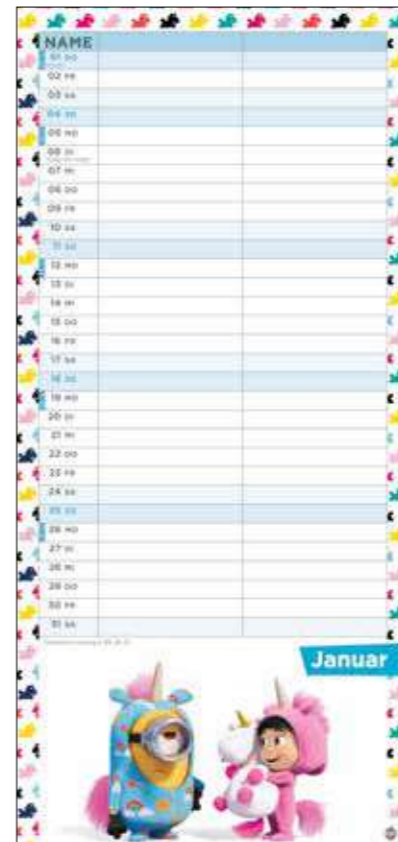 NAME
01 DO
02 FR
03 SA
04 SO
05 MO
06 DI
07 MI
08 DO
09 FR
10 SA
11 SO
12 MO
13 DI
14 MI
15 DO
16 FR
17 SA
18 SO
19 MO
20 DI
21 MI
22 DO
23 FR
24 SA
25 SO
26 MO
27 DI
28 MI
29 DO
30 FR
31 SA
Januar